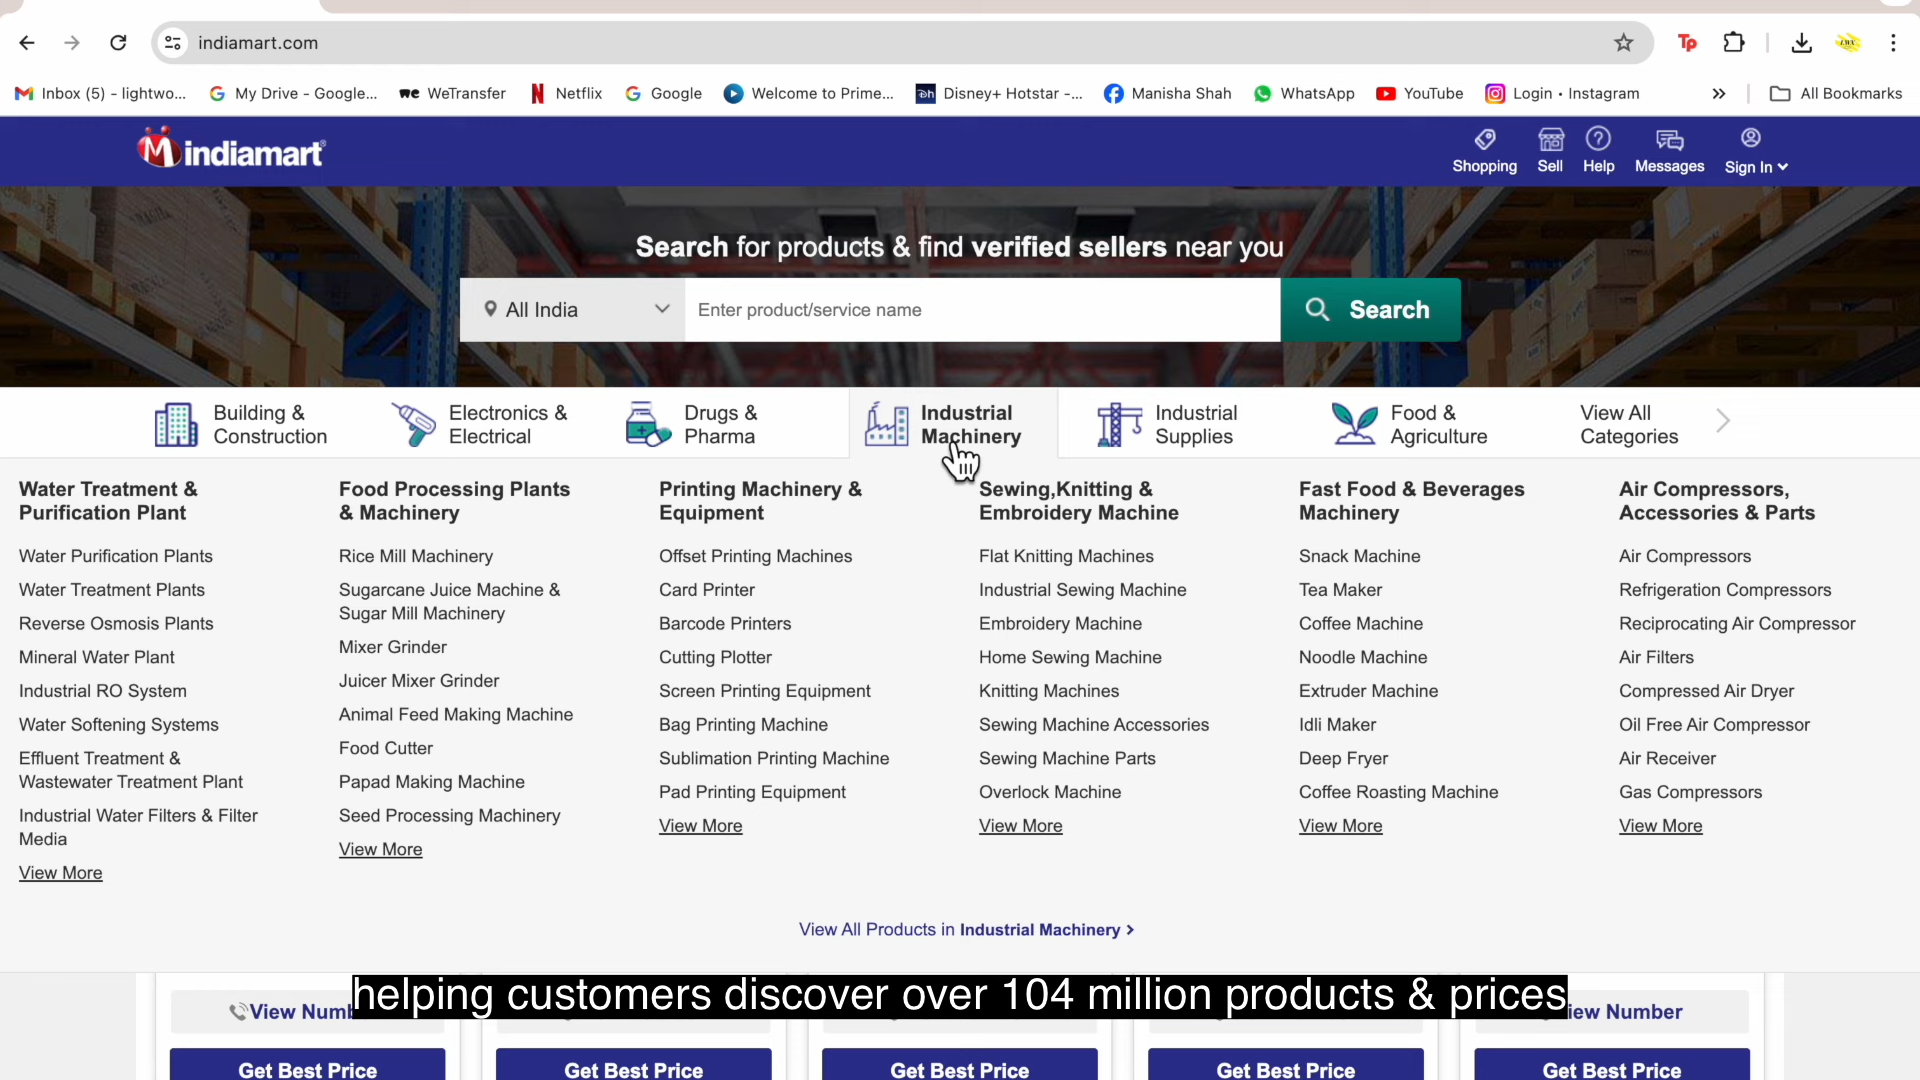 indiamart.com
Inbox (5) - lightwo...
My Drive - Google...
WeTransfer
Netflix
Google
Welcome to Prime...
Disney+ Hotstar -...
Manisha Shah
WhatsApp
YouTube
Login • Instagram
All Bookmarks
indiamart
Shopping
Sell
Help
Messages
Sign In
Search for products & find verified sellers near you
All India
Enter product/service name
Search
Building &
Construction
Electronics &
Electrical
Drugs &
Pharma
Industrial
Machinery
Industrial
Supplies
Food &
Agriculture
View All
Categories
Water Treatment &
Purification Plant
Water Purification Plants
Water Treatment Plants
Reverse Osmosis Plants
Mineral Water Plant
Industrial RO System
Water Softening Systems
Effluent Treatment &
Wastewater Treatment Plant
Industrial Water Filters & Filter
Media
View More
Food Processing Plants
& Machinery
Rice Mill Machinery
Sugarcane Juice Machine &
Sugar Mill Machinery
Mixer Grinder
Juicer Mixer Grinder
Animal Feed Making Machine
Food Cutter
Papad Making Machine
Seed Processing Machinery
View More
Printing Machinery &
Equipment
Offset Printing Machines
Card Printer
Barcode Printers
Cutting Plotter
Screen Printing Equipment
Bag Printing Machine
Sublimation Printing Machine
Pad Printing Equipment
View More
Sewing,Knitting &
Embroidery Machine
Flat Knitting Machines
Industrial Sewing Machine
Embroidery Machine
Home Sewing Machine
Knitting Machines
Sewing Machine Accessories
Sewing Machine Parts
Overlock Machine
View More
Fast Food & Beverages
Machinery
Snack Machine
Tea Maker
Coffee Machine
Noodle Machine
Extruder Machine
Idli Maker
Deep Fryer
Coffee Roasting Machine
View More
Air Compressors,
Accessories & Parts
Air Compressors
Refrigeration Compressors
Reciprocating Air Compressor
Air Filters
Compressed Air Dryer
Oil Free Air Compressor
Air Receiver
Gas Compressors
View More
View All Products in Industrial Machinery >
helping customers discover over 104 million products & prices
View Numb
iew Number
Get Best Price
Get Best Price
Get Best Price
Get Best Price
Get Best Price